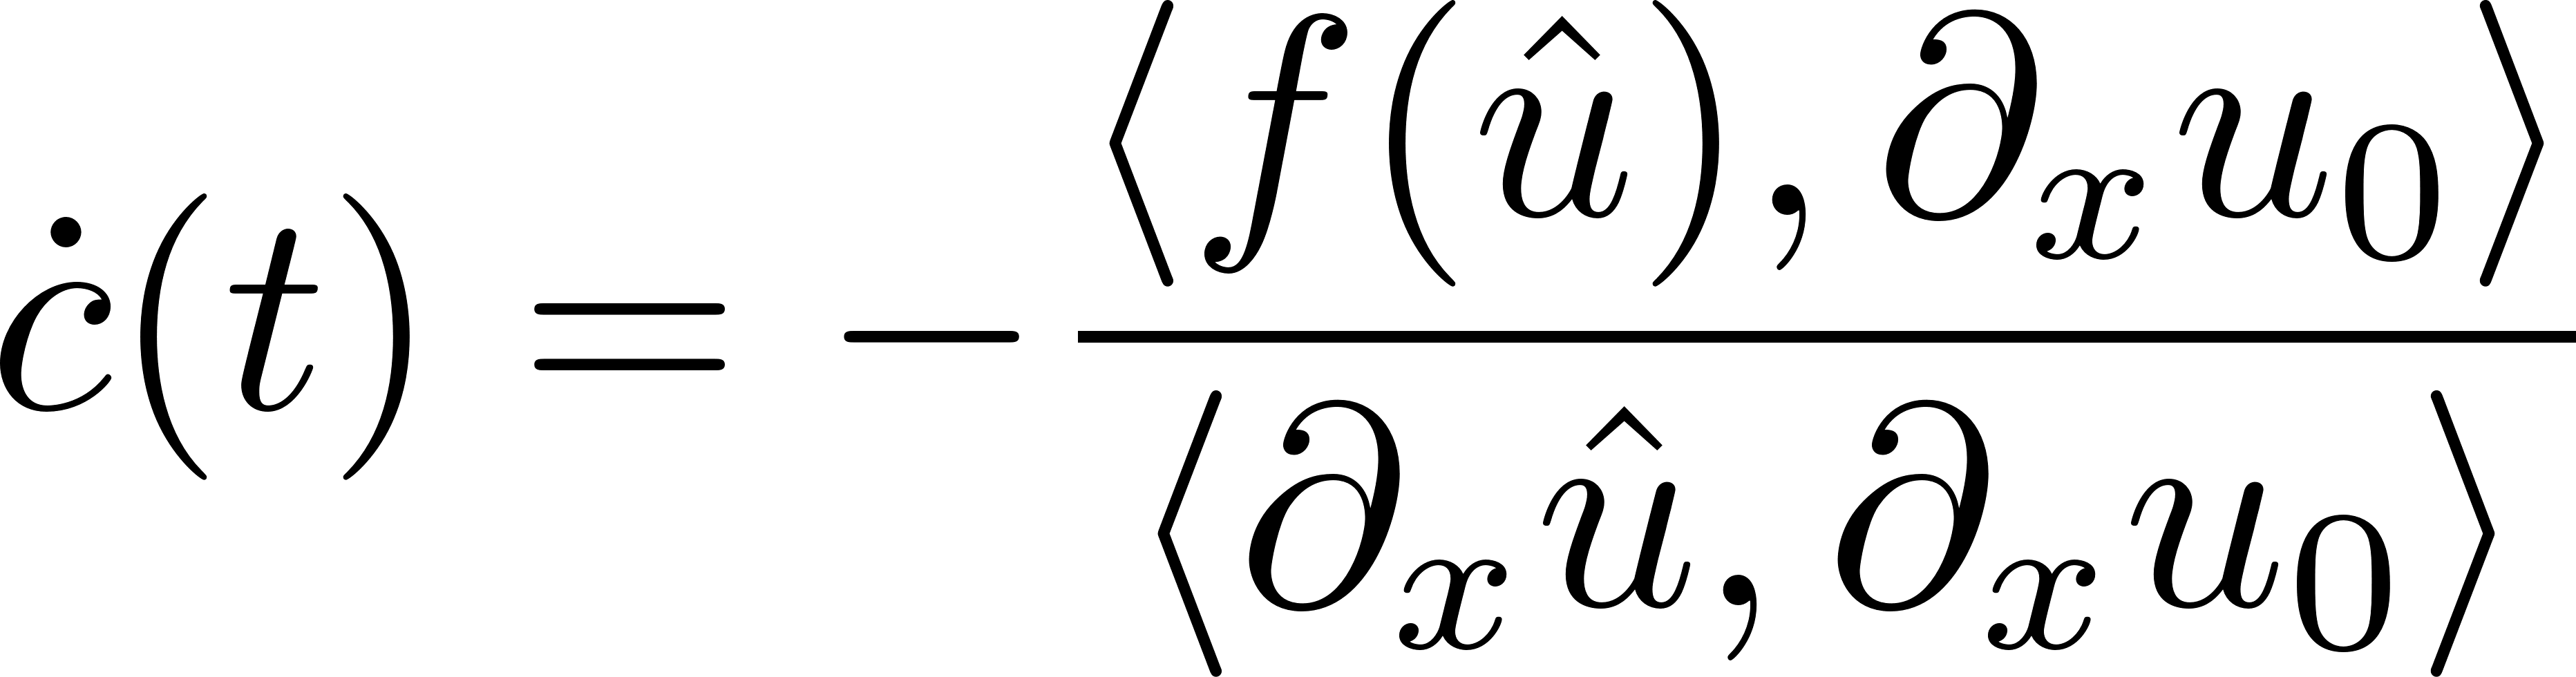 ċ(t) = −⟨f(û), ∂ₓu₀⟩ / ⟨∂ₓû, ∂ₓu₀⟩